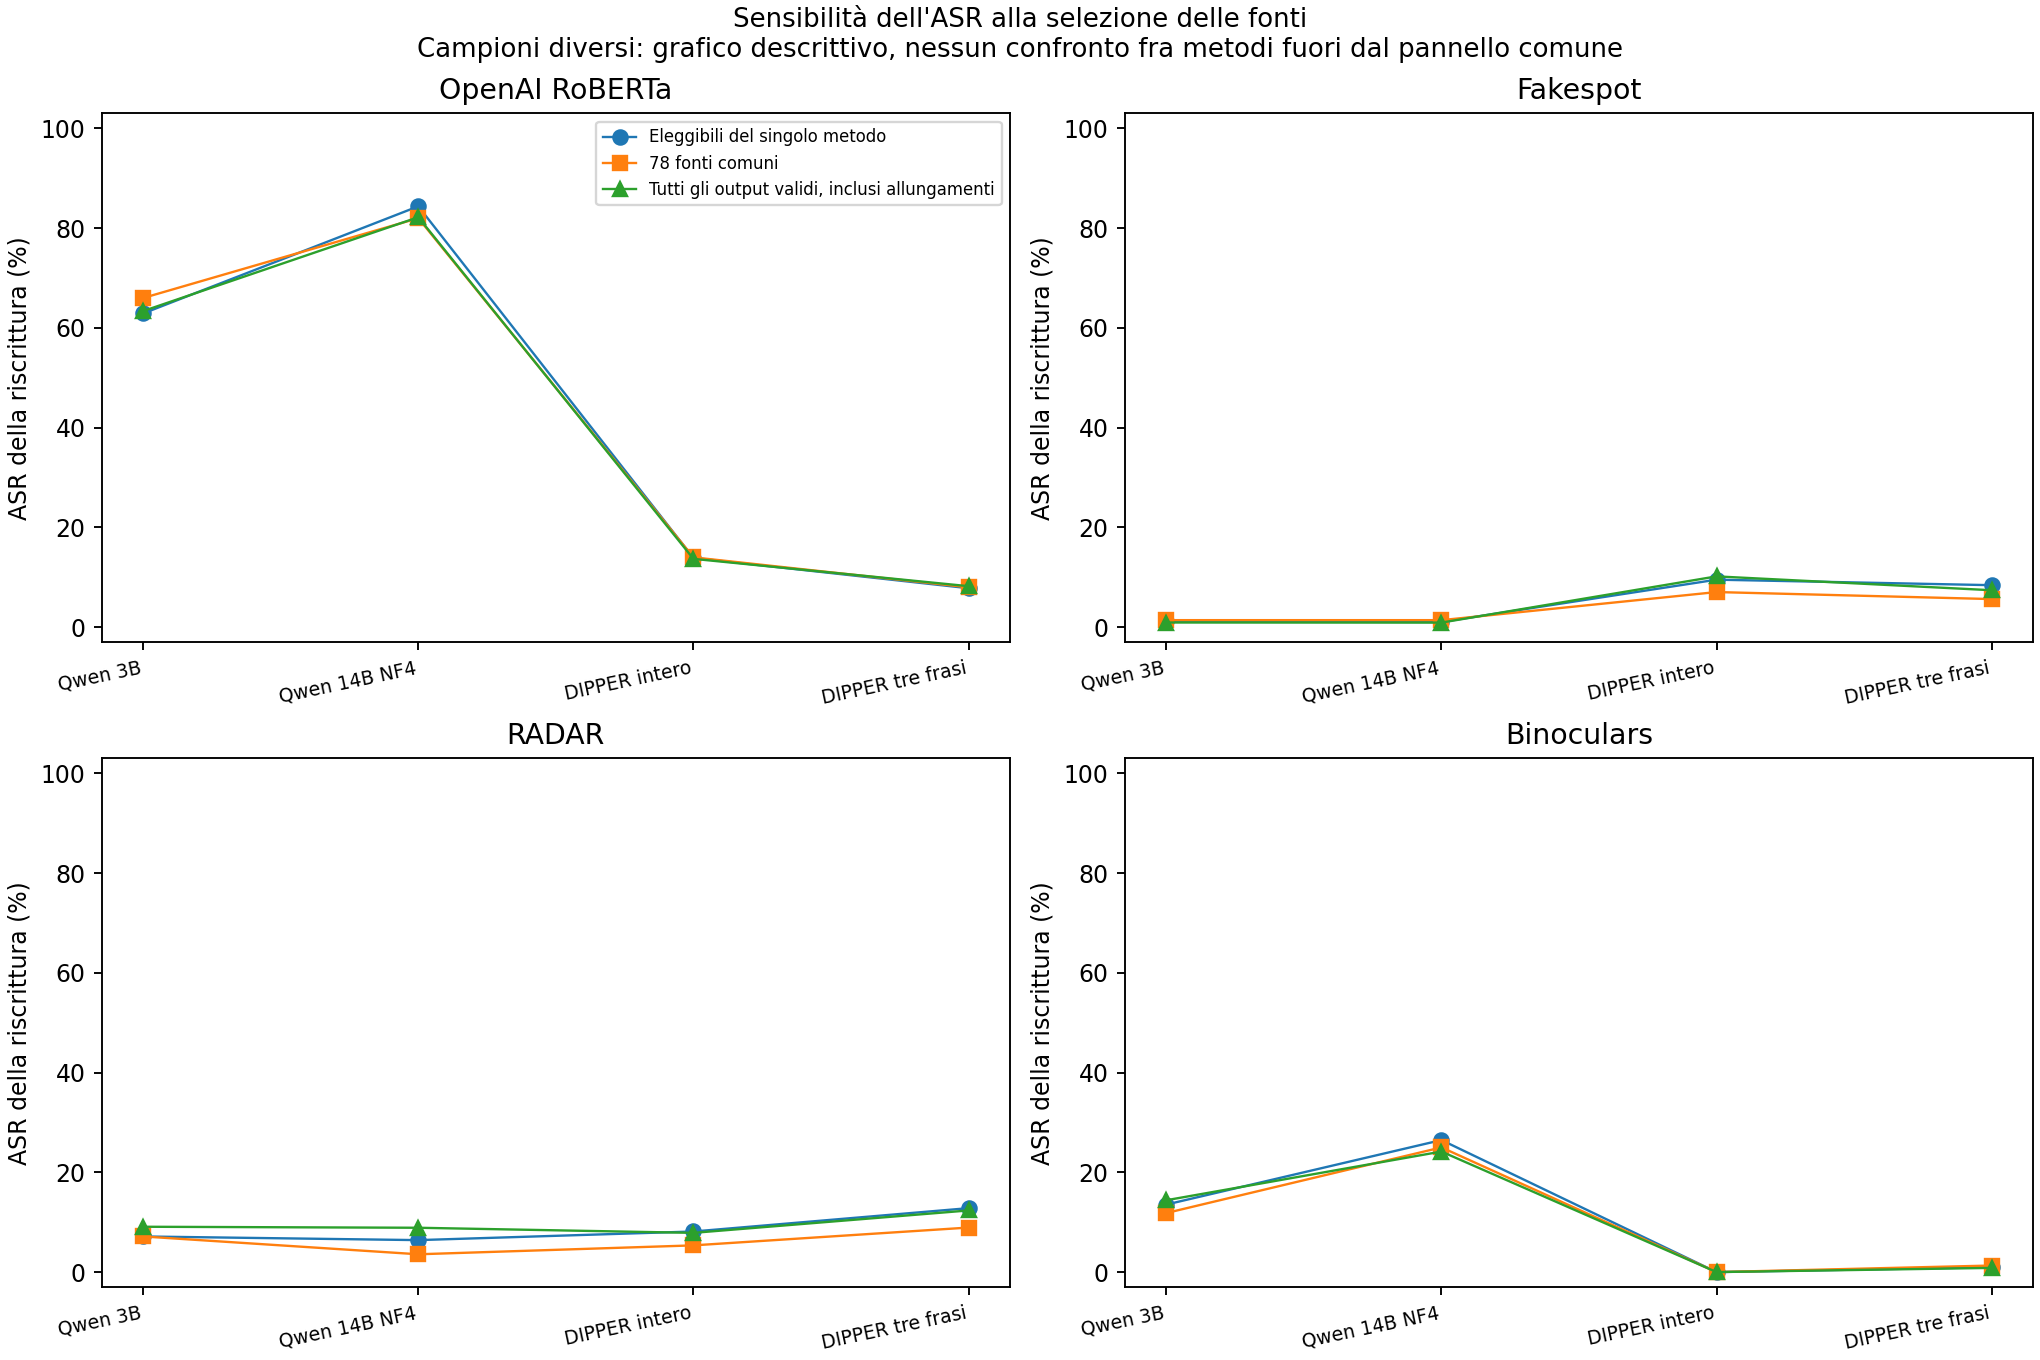 Sensibilità dell'ASR alla selezione delle fonti
Campioni diversi: grafico descrittivo, nessun confronto fra metodi fuori dal pannello comune
OpenAI RoBERTa
ASR della riscrittura (%)
100
80
60
40
20
0
Eleggibili del singolo metodo
78 fonti comuni
Tutti gli output validi, inclusi allungamenti
Qwen 3B
Qwen 14B NF4
DIPPER intero
DIPPER tre frasi
Fakespot
ASR della riscrittura (%)
100
80
60
40
20
0
Qwen 3B
Qwen 14B NF4
DIPPER intero
DIPPER tre frasi
RADAR
ASR della riscrittura (%)
100
80
60
40
20
0
Qwen 3B
Qwen 14B NF4
DIPPER intero
DIPPER tre frasi
Binoculars
ASR della riscrittura (%)
100
80
60
40
20
0
Qwen 3B
Qwen 14B NF4
DIPPER intero
DIPPER tre frasi